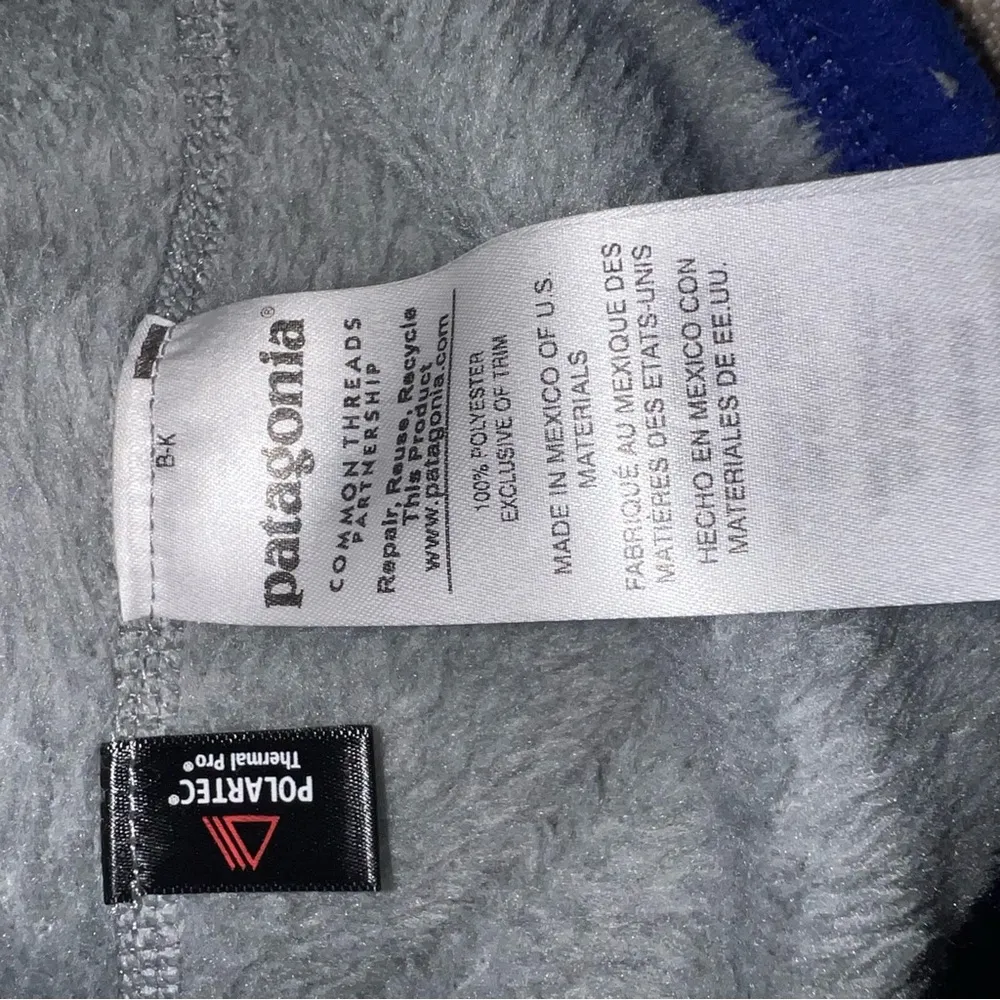 B-K
patagonia®
COMMON THREADS
PARTNERSHIP
Repair, Reuse, Recycle
This Product
www.patagonia.com
100% POLYESTER
EXCLUSIVE OF TRIM
MADE IN MEXICO OF U.S.
MATERIALS
FABRIQUÉ AU MEXIQUE DES
MATIÈRES DES ETATS-UNIS
HECHO EN MEXICO CON
MATERIALES DE EE.UU.
POLARTEC®
Thermal Pro®